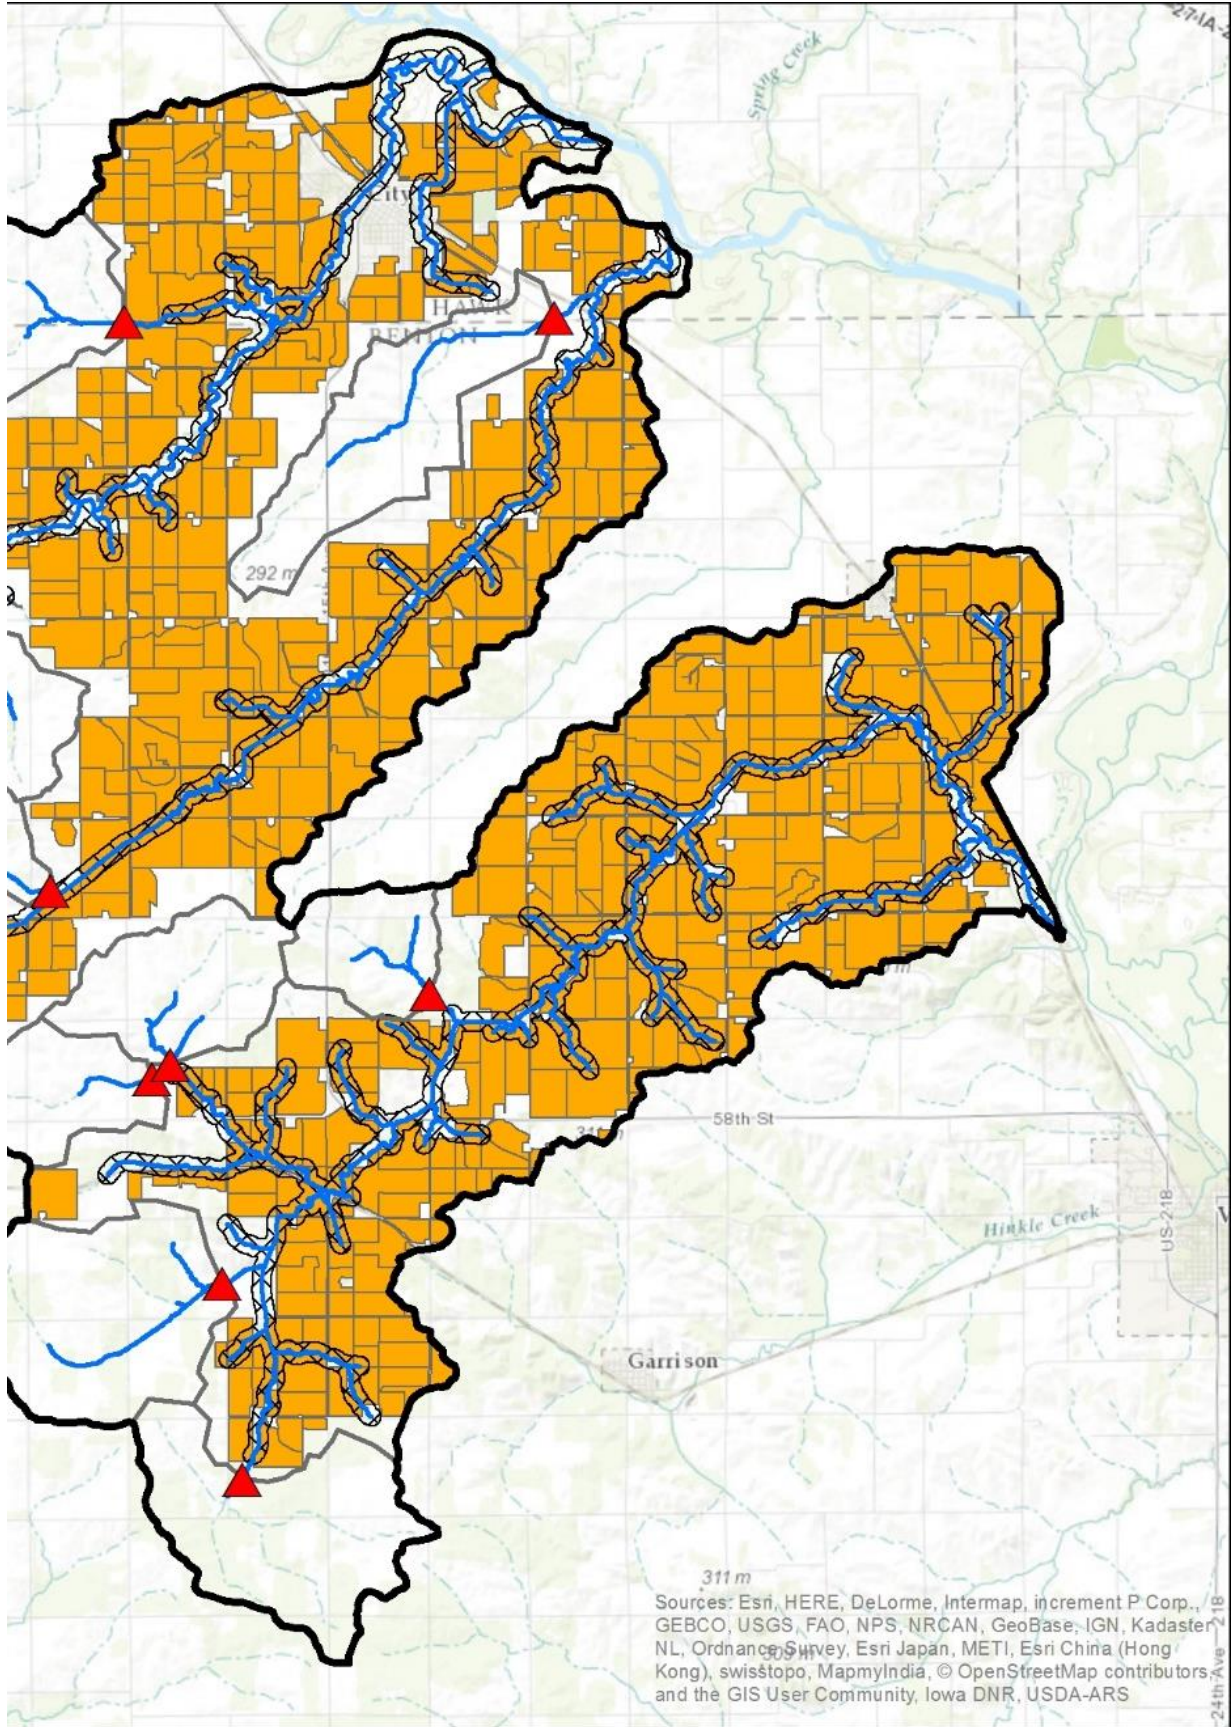 Spring Creek
City
HAWK
BENTON
292 m
58th St
Hinkle Creek
US-218
Garrison
311 m
Sources: Esri, HERE, DeLorme, Intermap, increment P Corp.,
GEBCO, USGS, FAO, NPS, NRCAN, GeoBase, IGN, Kadaster
NL, Ordnance Survey, Esri Japan, METI, Esri China (Hong
Kong), swisstopo, MapmyIndia, © OpenStreetMap contributors,
and the GIS User Community, Iowa DNR, USDA-ARS
24th Ave
218